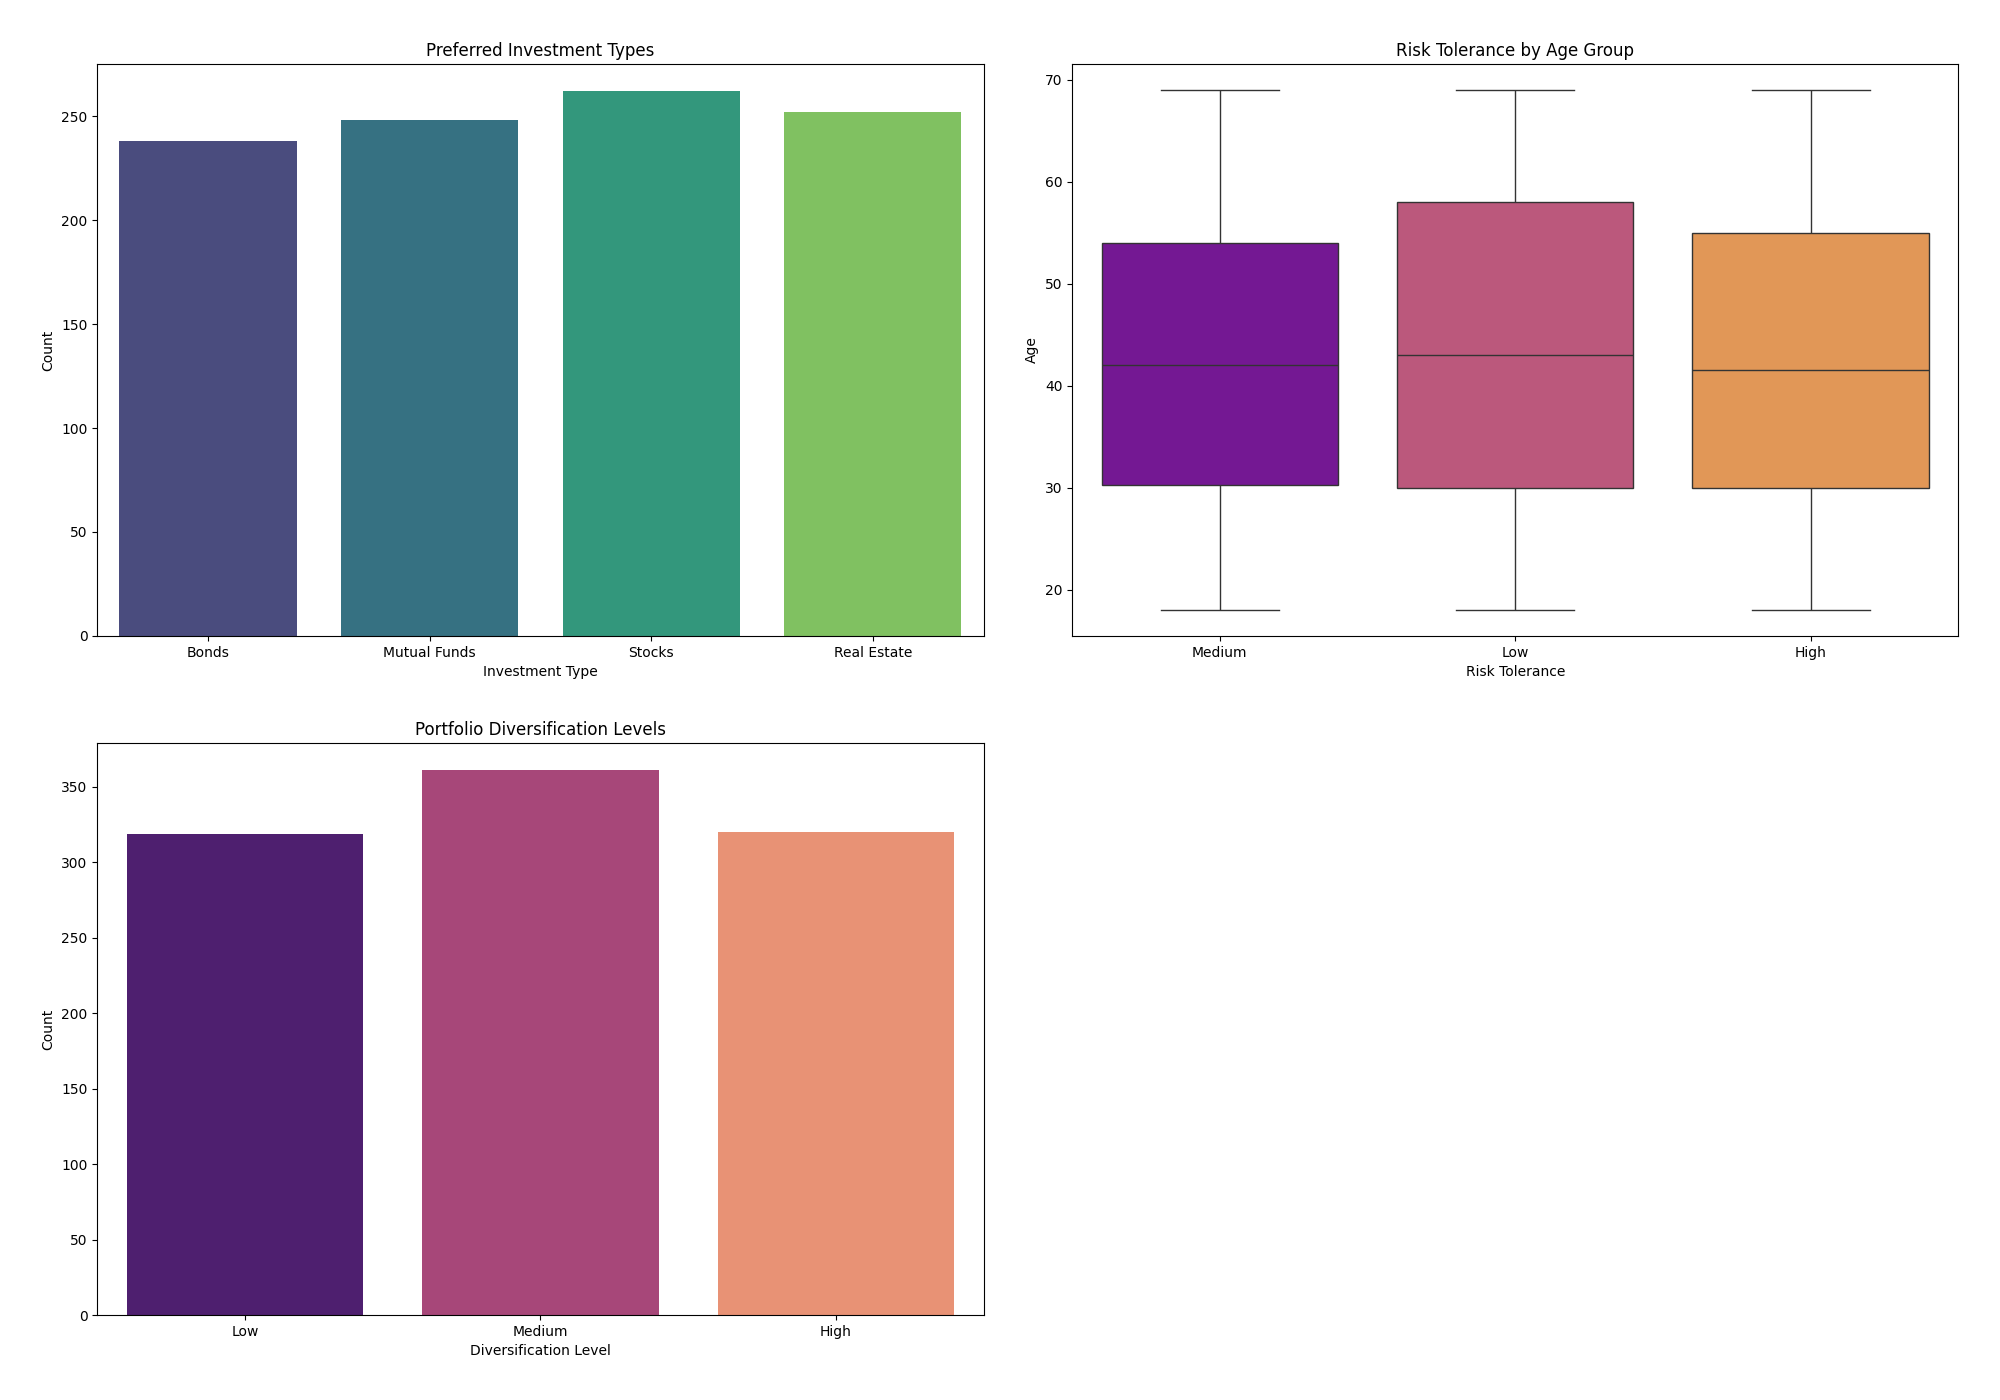 Preferred Investment Types
250
200
150
100
50
0
Count
Bonds Mutual Funds Stocks Real Estate
Investment Type
Risk Tolerance by Age Group
70
60
50
40
30
20
Age
Medium Low High
Risk Tolerance
Portfolio Diversification Levels
350
300
250
200
150
100
50
0
Count
Low Medium High
Diversification Level